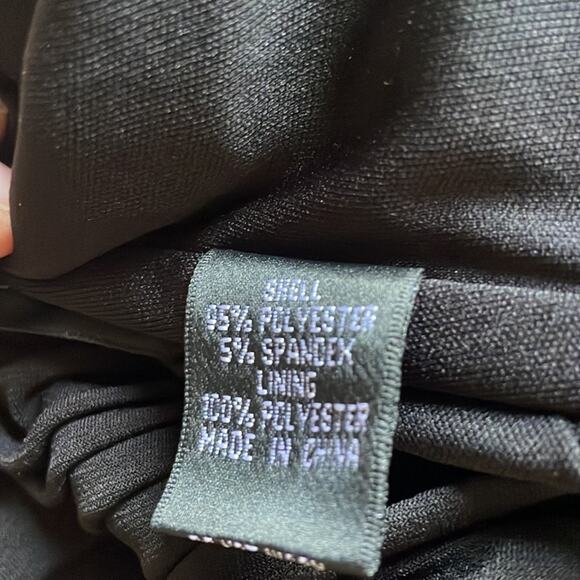 SHELL
95% POLYESTER
5% SPANDEX
LINING
100% POLYESTER
MADE IN CHINA